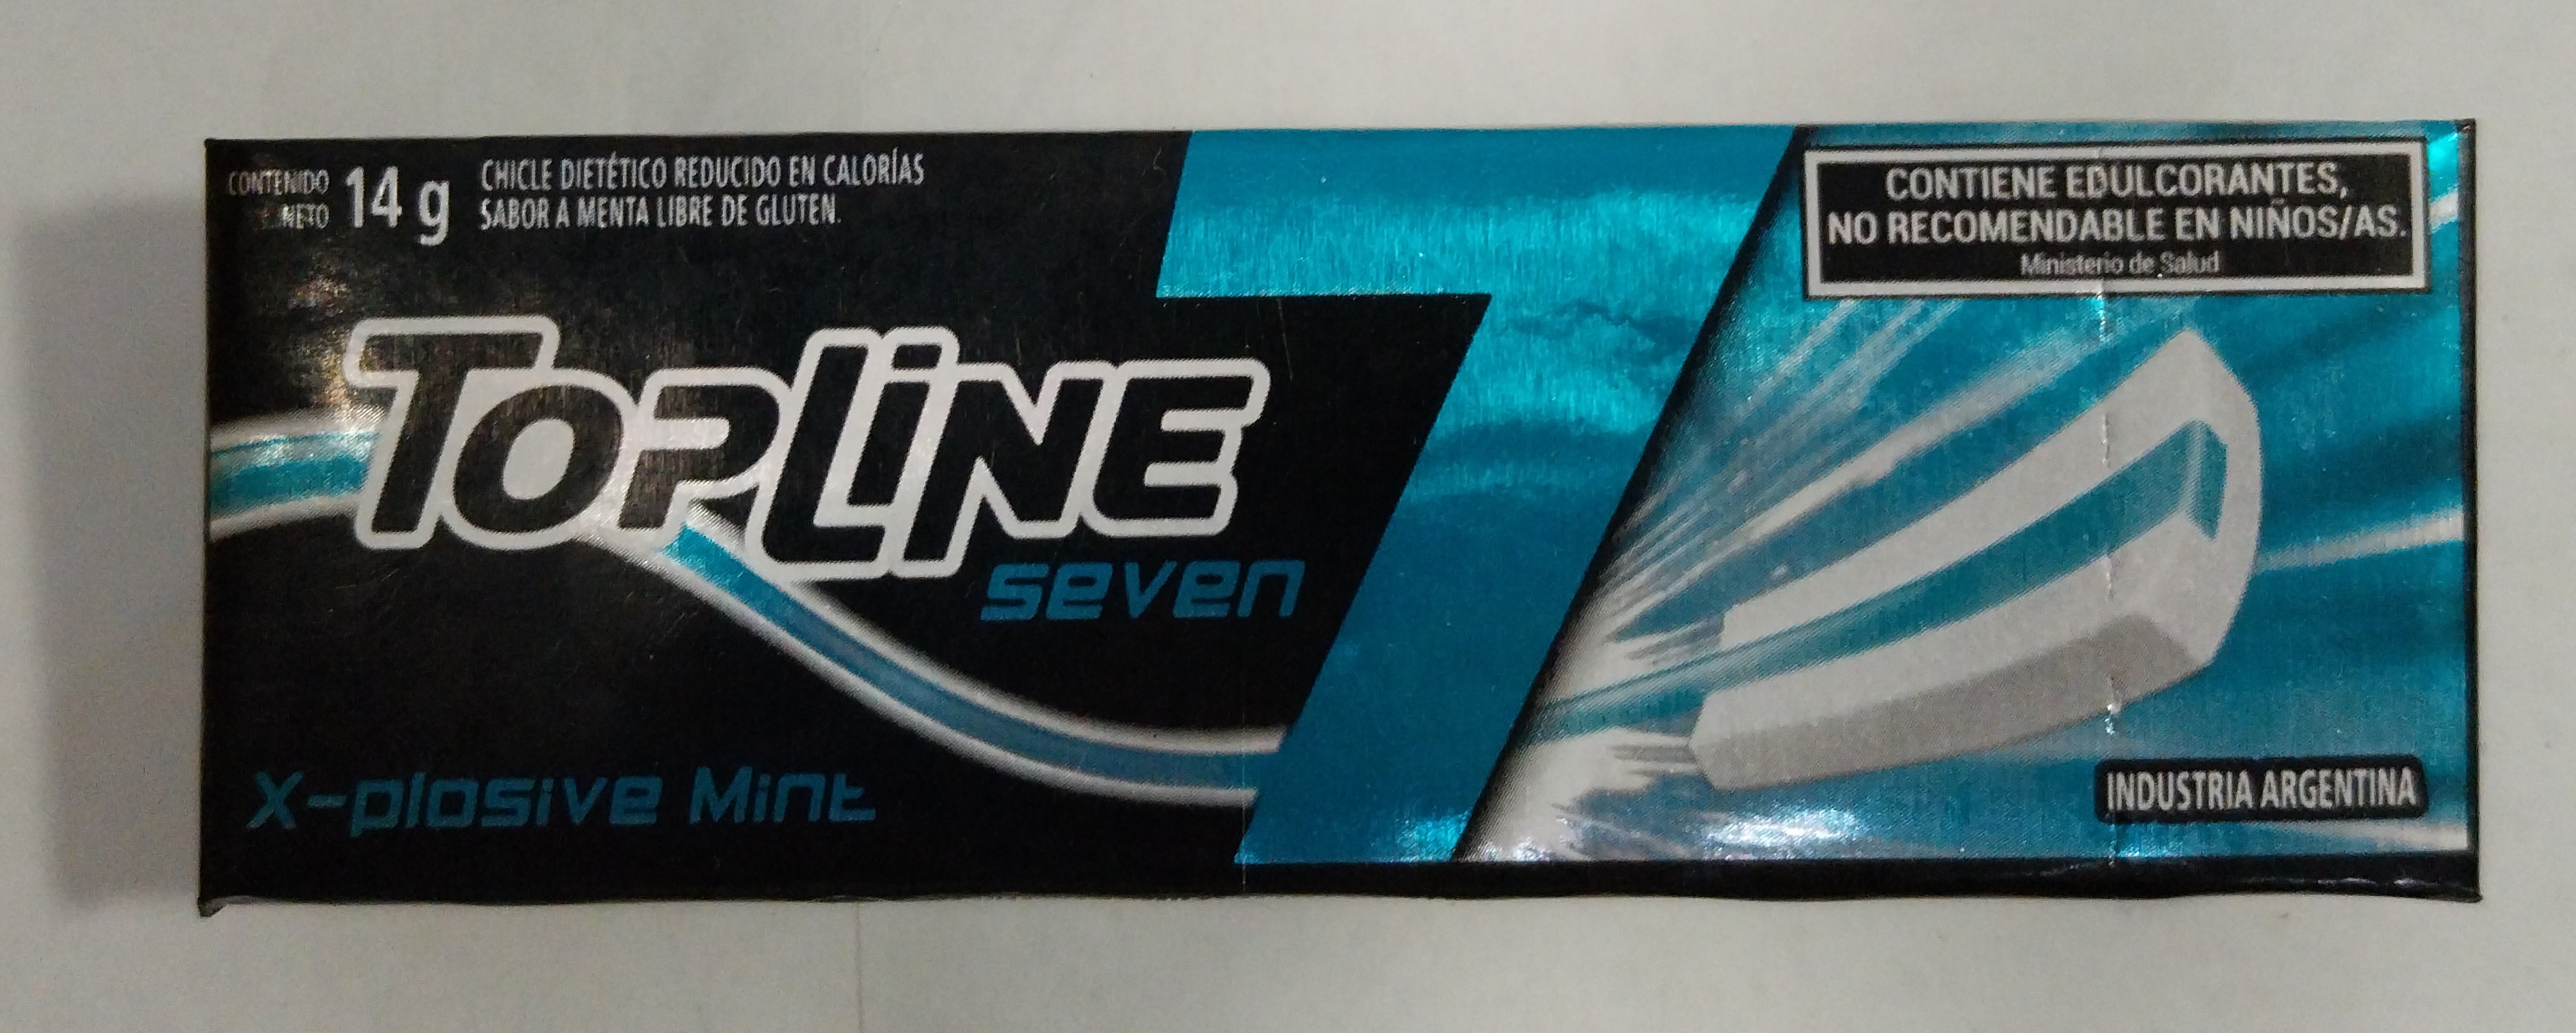 CONTENIDO
NETO
14 g
CHICLE DIETÉTICO REDUCIDO EN CALORÍAS
SABOR A MENTA LIBRE DE GLUTEN.
TOPLINE
seven
7
X-plosive Mint
CONTIENE EDULCORANTES,
NO RECOMENDABLE EN NIÑOS/AS.
Ministerio de Salud
INDUSTRIA ARGENTINA